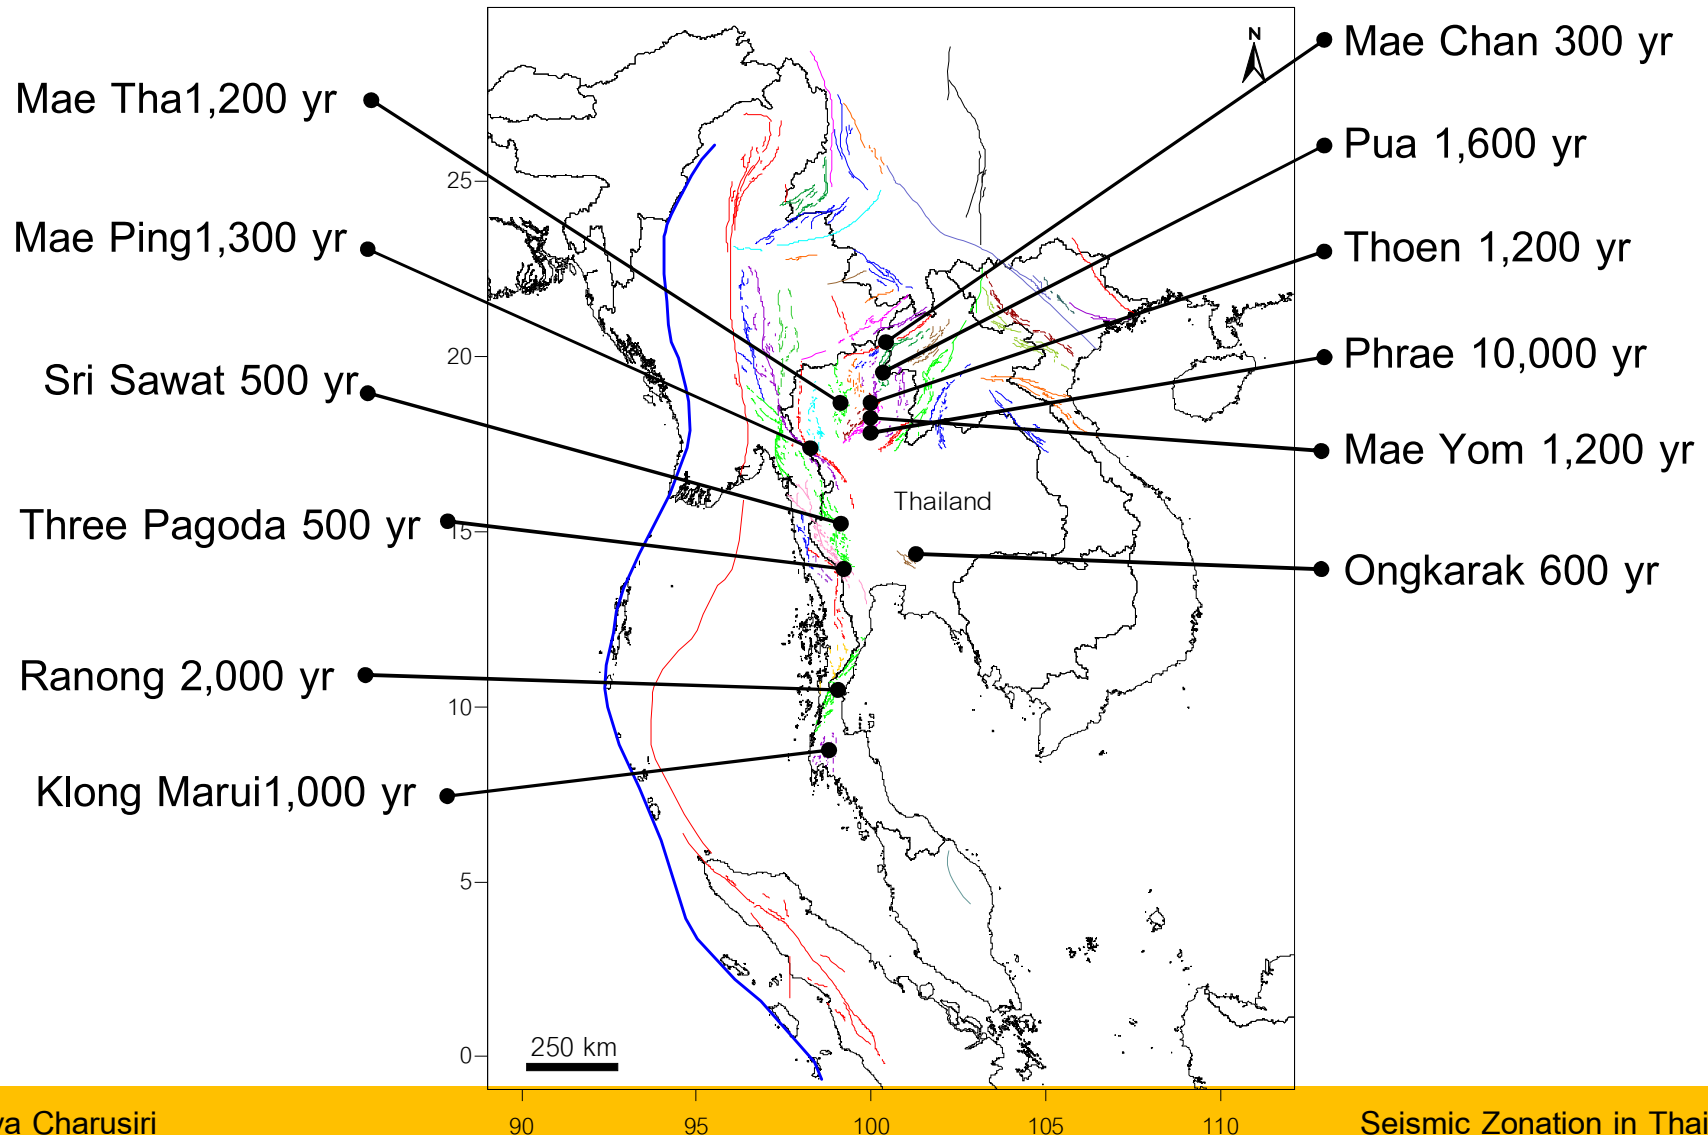 Mae Chan 300 yr
N
Mae Tha1,200 yr
Pua 1,600 yr
25
Mae Ping1,300 yr
Thoen 1,200 yr
20
Phrae 10,000 yr
Sri Sawat 500 yr
Mae Yom 1,200 yr
Thailand
Three Pagoda 500 yr
15
Ongkarak 600 yr
Ranong 2,000 yr
10
Klong Marui1,000 yr
5
250 km
0
va Charusiri
90
95
100
105
110
Seismic Zonation in Thai